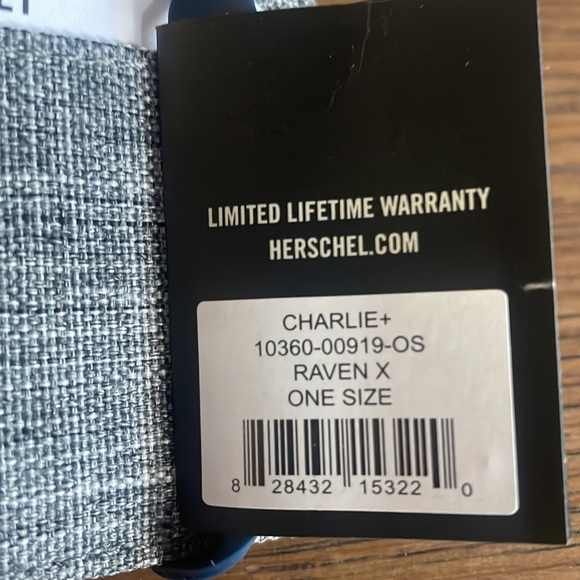 LIMITED LIFETIME WARRANTY
HERSCHEL.COM
CHARLIE+
10360-00919-OS
RAVEN X
ONE SIZE
8 28432 15322 0